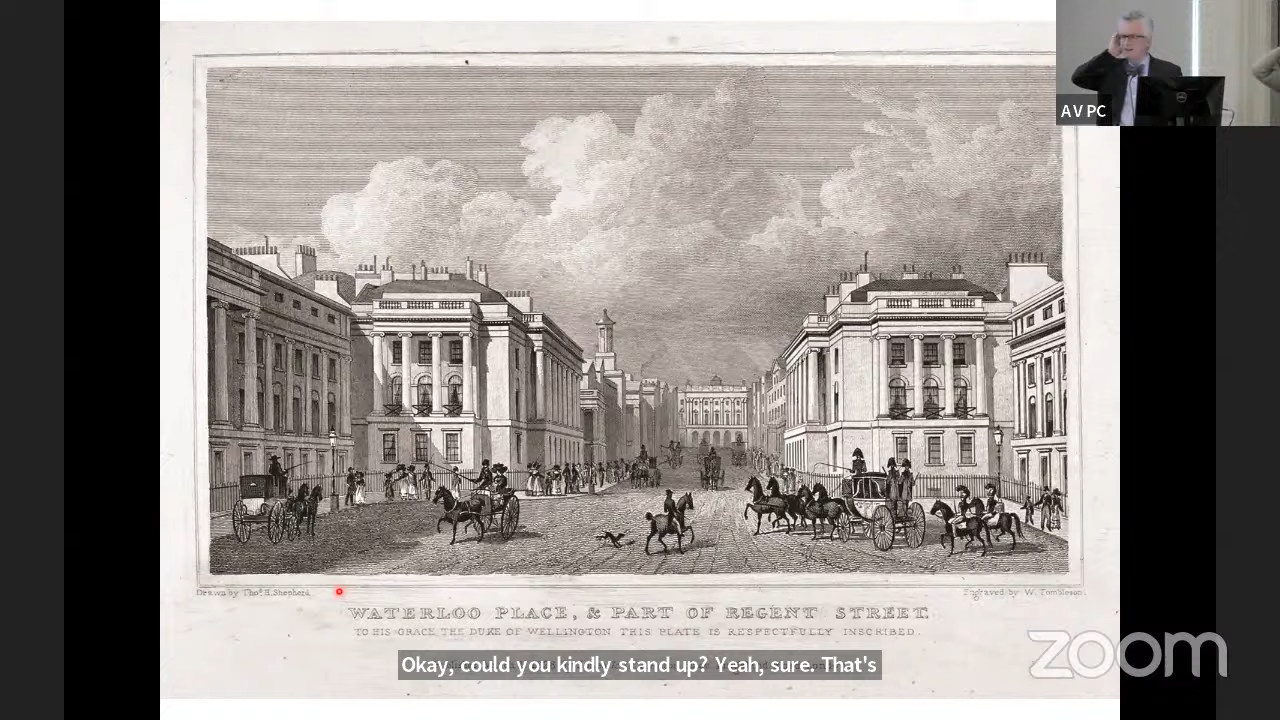 AV PC
Drawn by Thos. H. Shepherd.
Engraved by W. Tombleson.
WATERLOO PLACE, & PART OF REGENT STREET.
TO HIS GRACE THE DUKE OF WELLINGTON THIS PLATE IS RESPECTFULLY INSCRIBED.
Okay, could you kindly stand up? Yeah, sure. That's
zoom